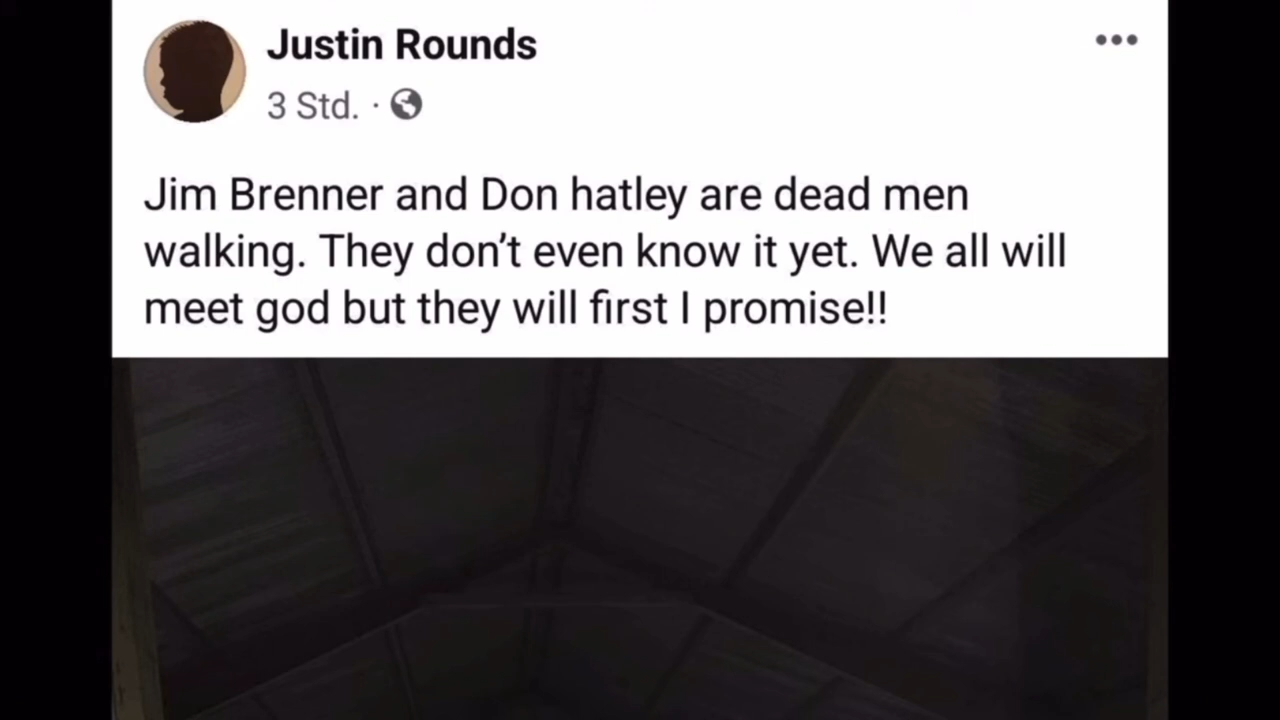 Justin Rounds
3 Std. ·
Jim Brenner and Don hatley are dead men
walking. They don’t even know it yet. We all will
meet god but they will first I promise!!